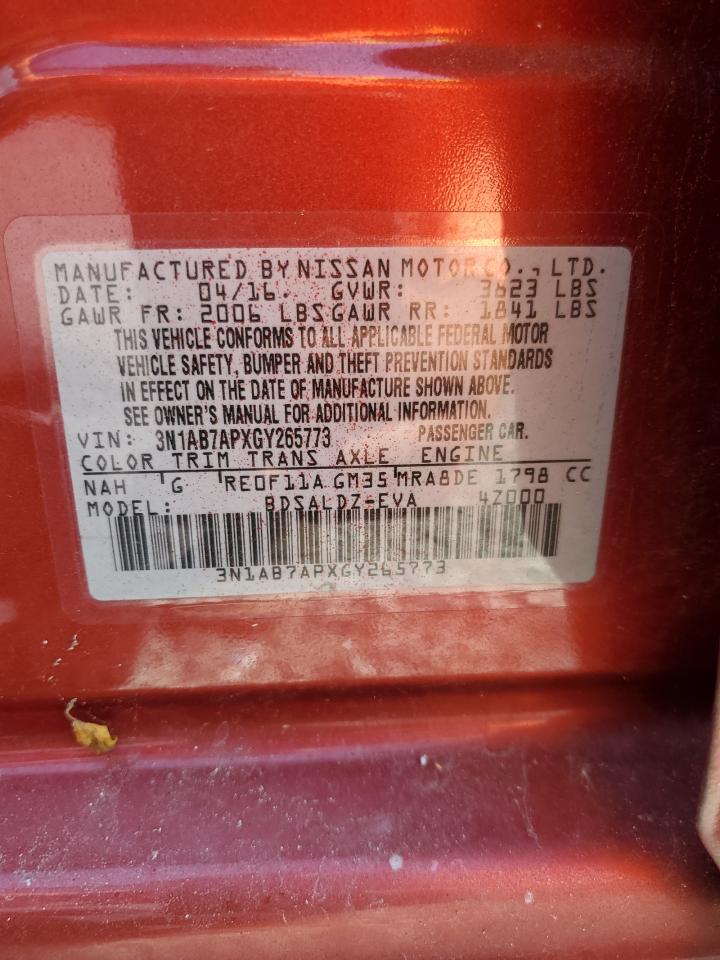 MANUFACTURED BY NISSAN MOTOR CO., LTD.
DATE: 04/16. GVWR: 3623 LBS
GAWR FR: 2006 LBS GAWR RR: 1841 LBS
THIS VEHICLE CONFORMS TO ALL APPLICABLE FEDERAL MOTOR
VEHICLE SAFETY, BUMPER AND THEFT PREVENTION STANDARDS
IN EFFECT ON THE DATE OF MANUFACTURE SHOWN ABOVE.
SEE OWNER'S MANUAL FOR ADDITIONAL INFORMATION.
VIN: 3N1AB7APXGY265773 PASSENGER CAR.
COLOR TRIM TRANS AXLE ENGINE
NAH G RE0F11A GM35 MRA8DE 1798 CC
MODEL: BDSALDZ-EVA 4Z000
3N1AB7APXGY265773